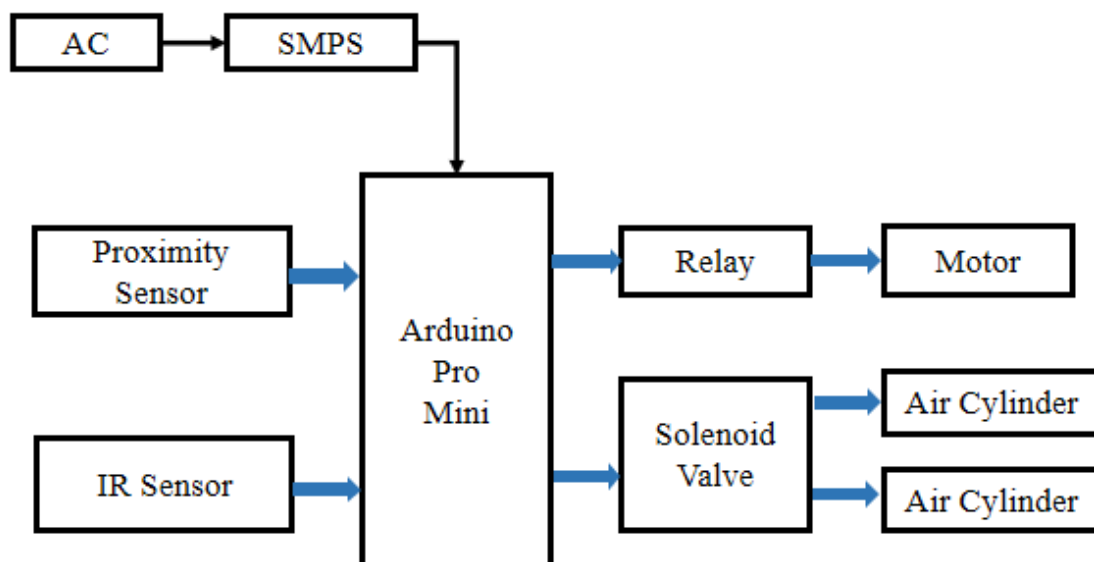 AC
SMPS
Proximity
Sensor
Arduino
Pro
Mini
Relay
Motor
IR Sensor
Solenoid
Valve
Air Cylinder
Air Cylinder